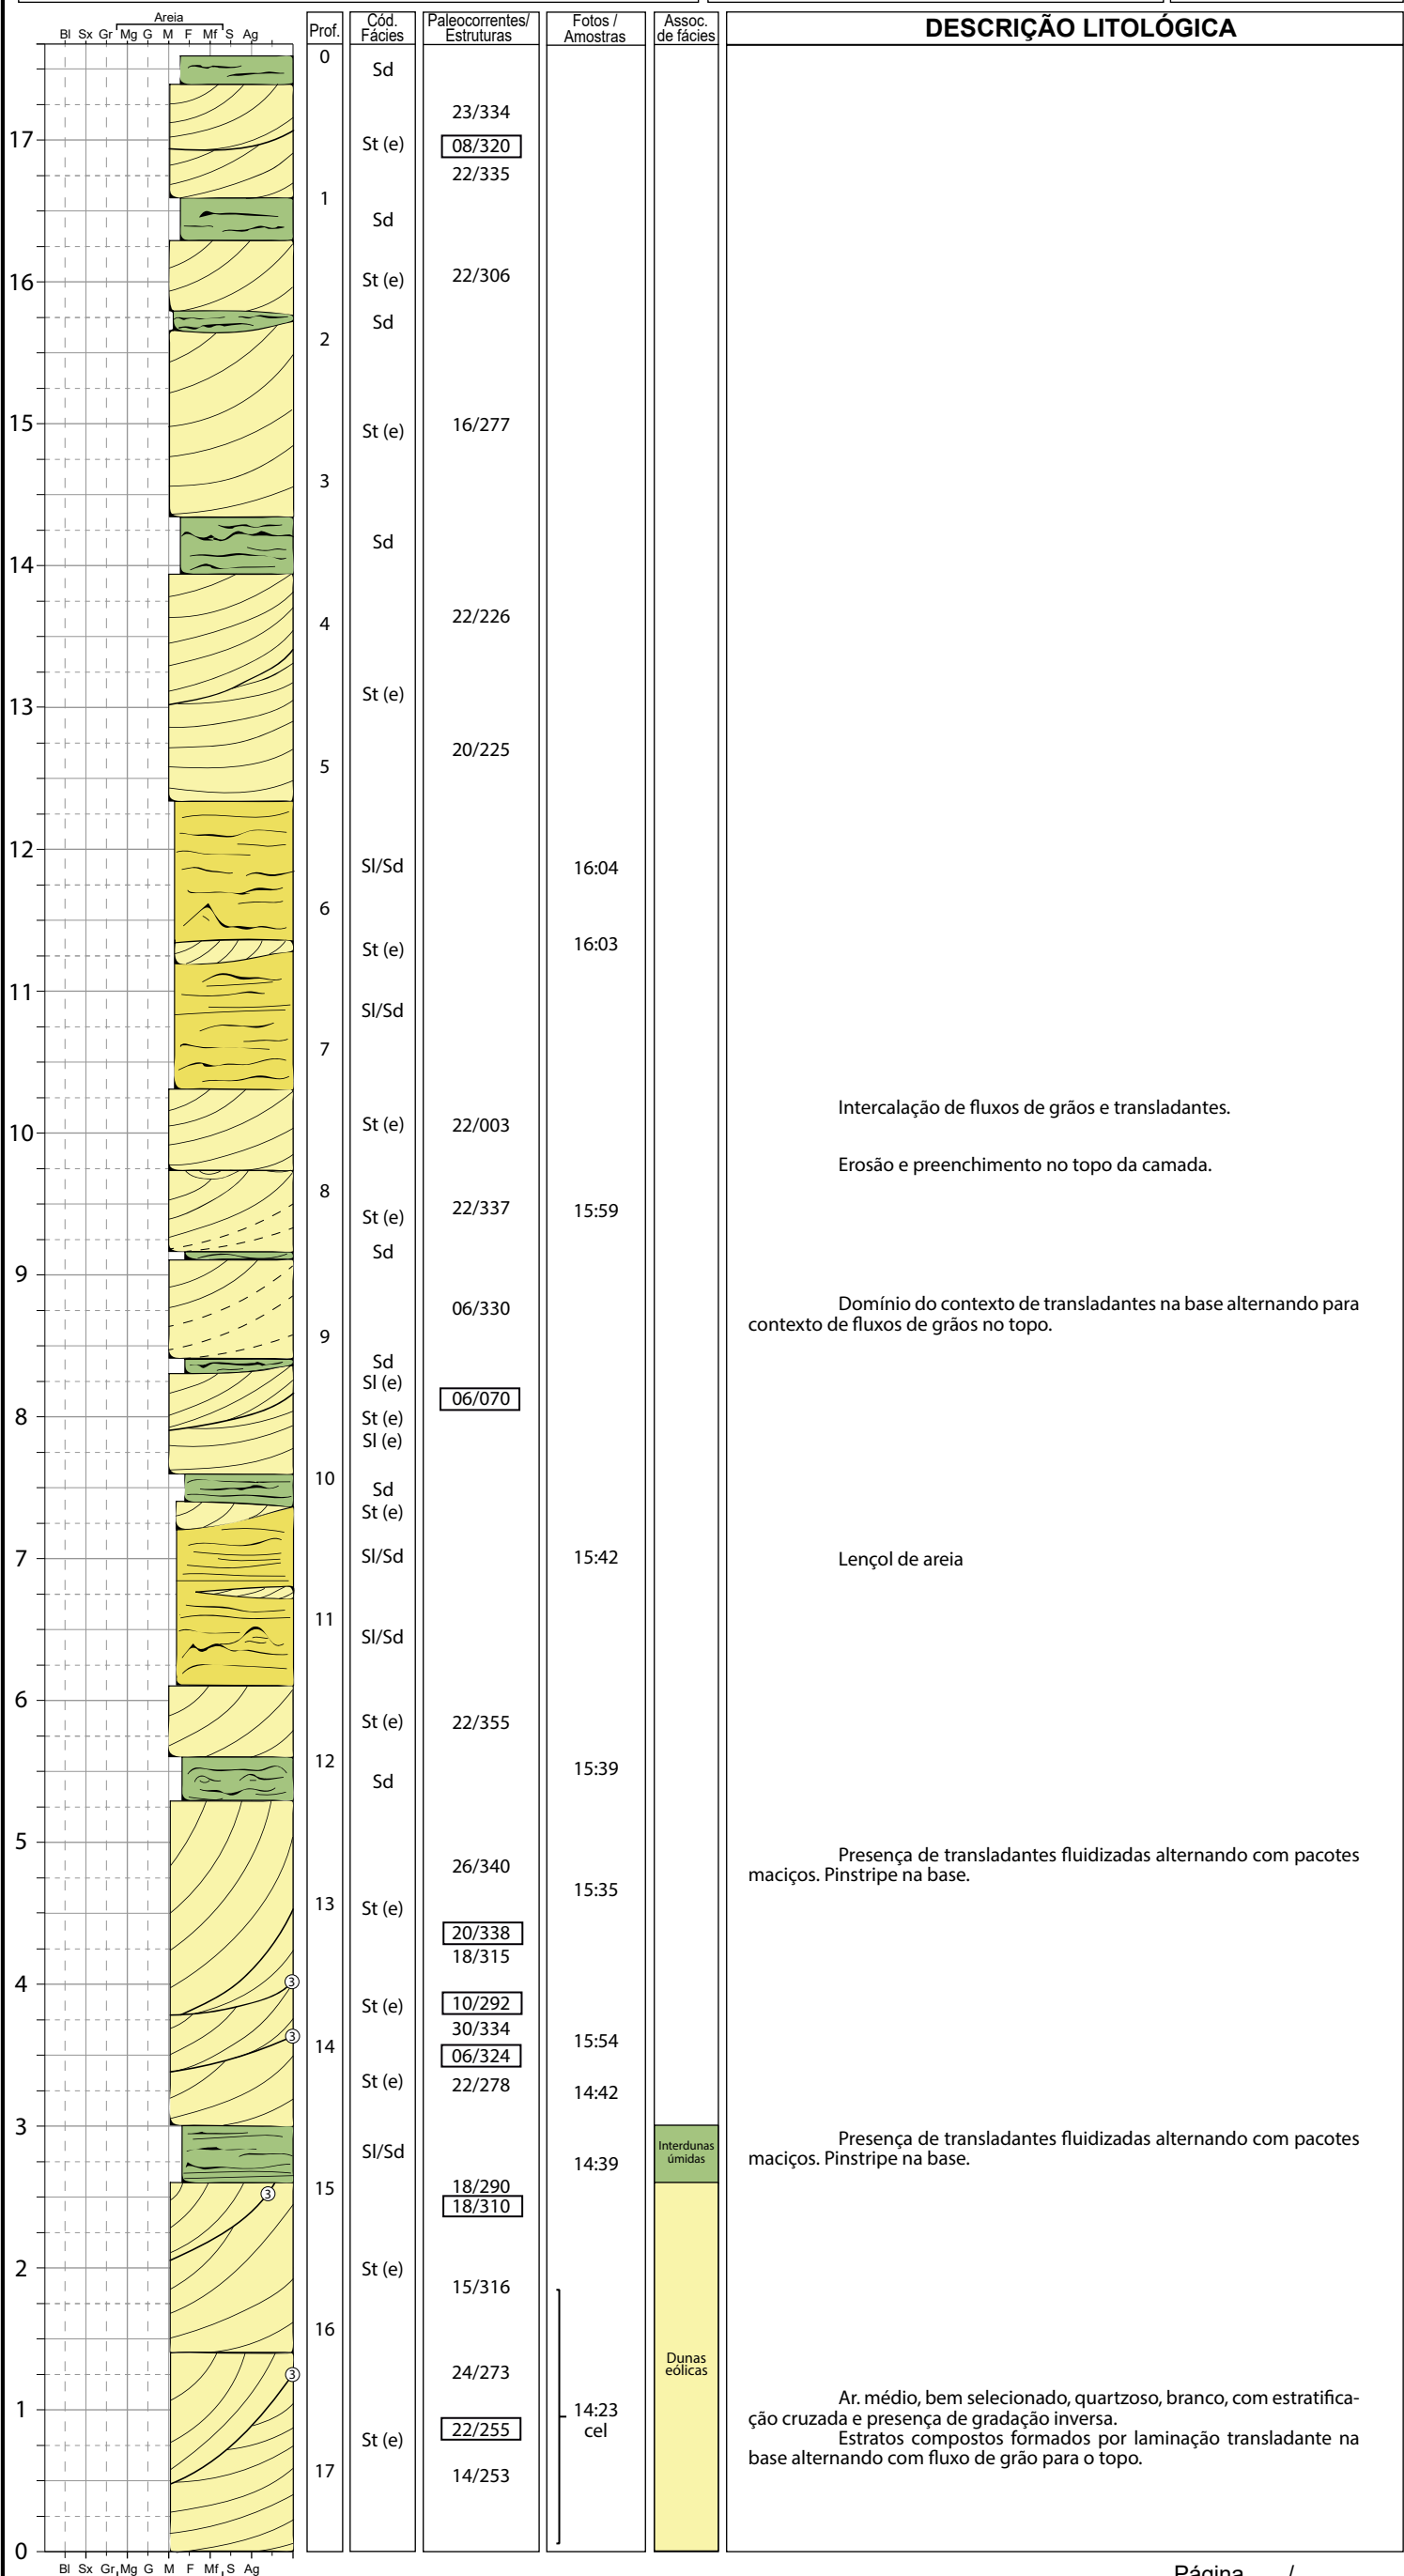 Areia
Bl Sx Gr Mg G M F Mf S Ag
Prof.
Cód.
Fácies
Paleocorrentes/
Estruturas
Fotos /
Amostras
Assoc.
de fácies
DESCRIÇÃO LITOLÓGICA
0
Sd
23/334
17
St (e)
08/320
22/335
1
Sd
16
St (e)
22/306
Sd
2
15
St (e)
16/277
3
14
Sd
4
22/226
13
St (e)
20/225
5
12
Sl/Sd
16:04
6
St (e)
16:03
11
Sl/Sd
7
Intercalação de fluxos de grãos e transladantes.
10
St (e)
22/003
Erosão e preenchimento no topo da camada.
8
St (e)
22/337
15:59
Sd
9
06/330
Domínio do contexto de transladantes na base alternando para
contexto de fluxos de grãos no topo.
9
Sd
Sl (e)
06/070
8
St (e)
Sl (e)
10
Sd
St (e)
7
Sl/Sd
15:42
Lençol de areia
11
Sl/Sd
6
St (e)
22/355
12
15:39
Sd
5
Presença de transladantes fluidizadas alternando com pacotes
maciços. Pinstripe na base.
26/340
15:35
13
St (e)
20/338
18/315
4
3
St (e)
10/292
30/334
3
14
15:54
06/324
St (e)
22/278
14:42
3
Presença de transladantes fluidizadas alternando com pacotes
maciços. Pinstripe na base.
Interdunas
úmidas
Sl/Sd
14:39
15
18/290
3
18/310
2
St (e)
15/316
16
Dunas
eólicas
3
24/273
1
14:23
cel
Ar. médio, bem selecionado, quartzoso, branco, com estratifica-
ção cruzada e presença de gradação inversa.
Estratos compostos formados por laminação transladante na
base alternando com fluxo de grão para o topo.
22/255
St (e)
17
14/253
0
Bl Sx Gr Mg G M F Mf S Ag
Página /